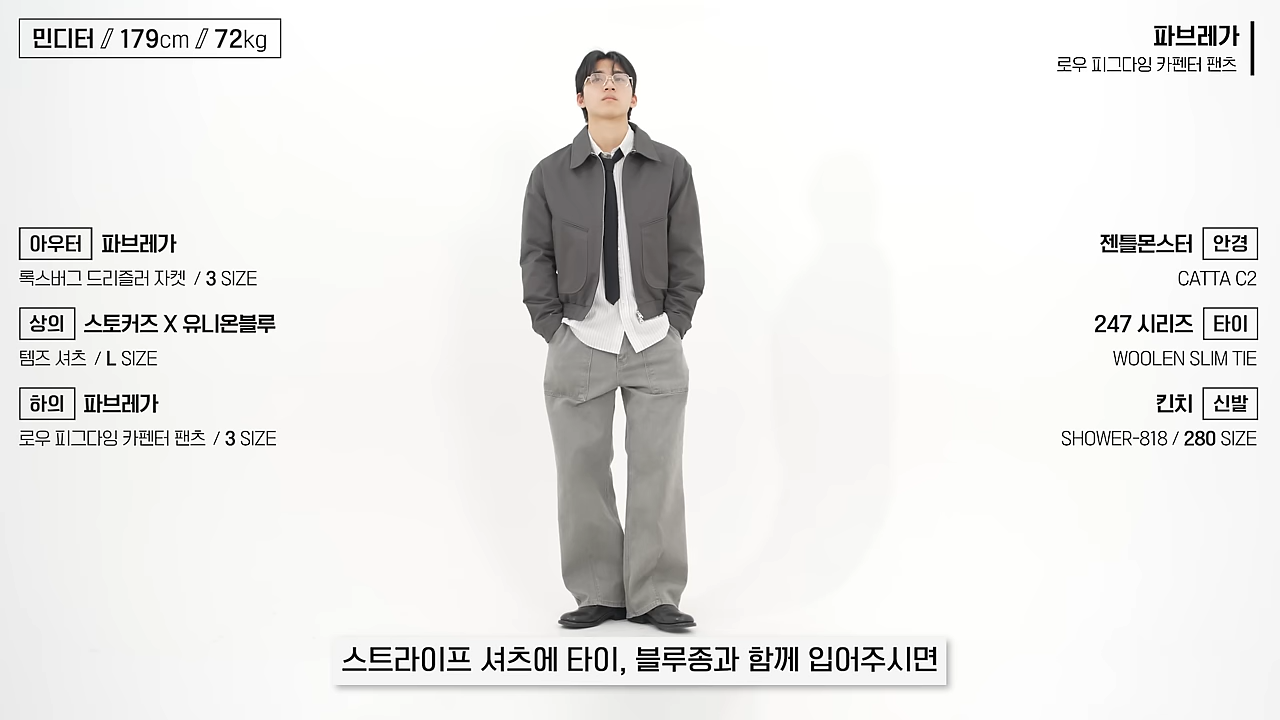 민디터 // 179cm // 72kg
파브레가
로우 피그다잉 카펜터 팬츠
아우터 파브레가
록스버그 드리즐러 자켓 / 3 SIZE
상의 스토커즈 X 유니온블루
템즈 셔츠 / L SIZE
하의 파브레가
로우 피그다잉 카펜터 팬츠 / 3 SIZE
젠틀몬스터 안경
CATTA C2
247 시리즈 타이
WOOLEN SLIM TIE
킨치 신발
SHOWER-818 / 280 SIZE
스트라이프 셔츠에 타이, 블루종과 함께 입어주시면